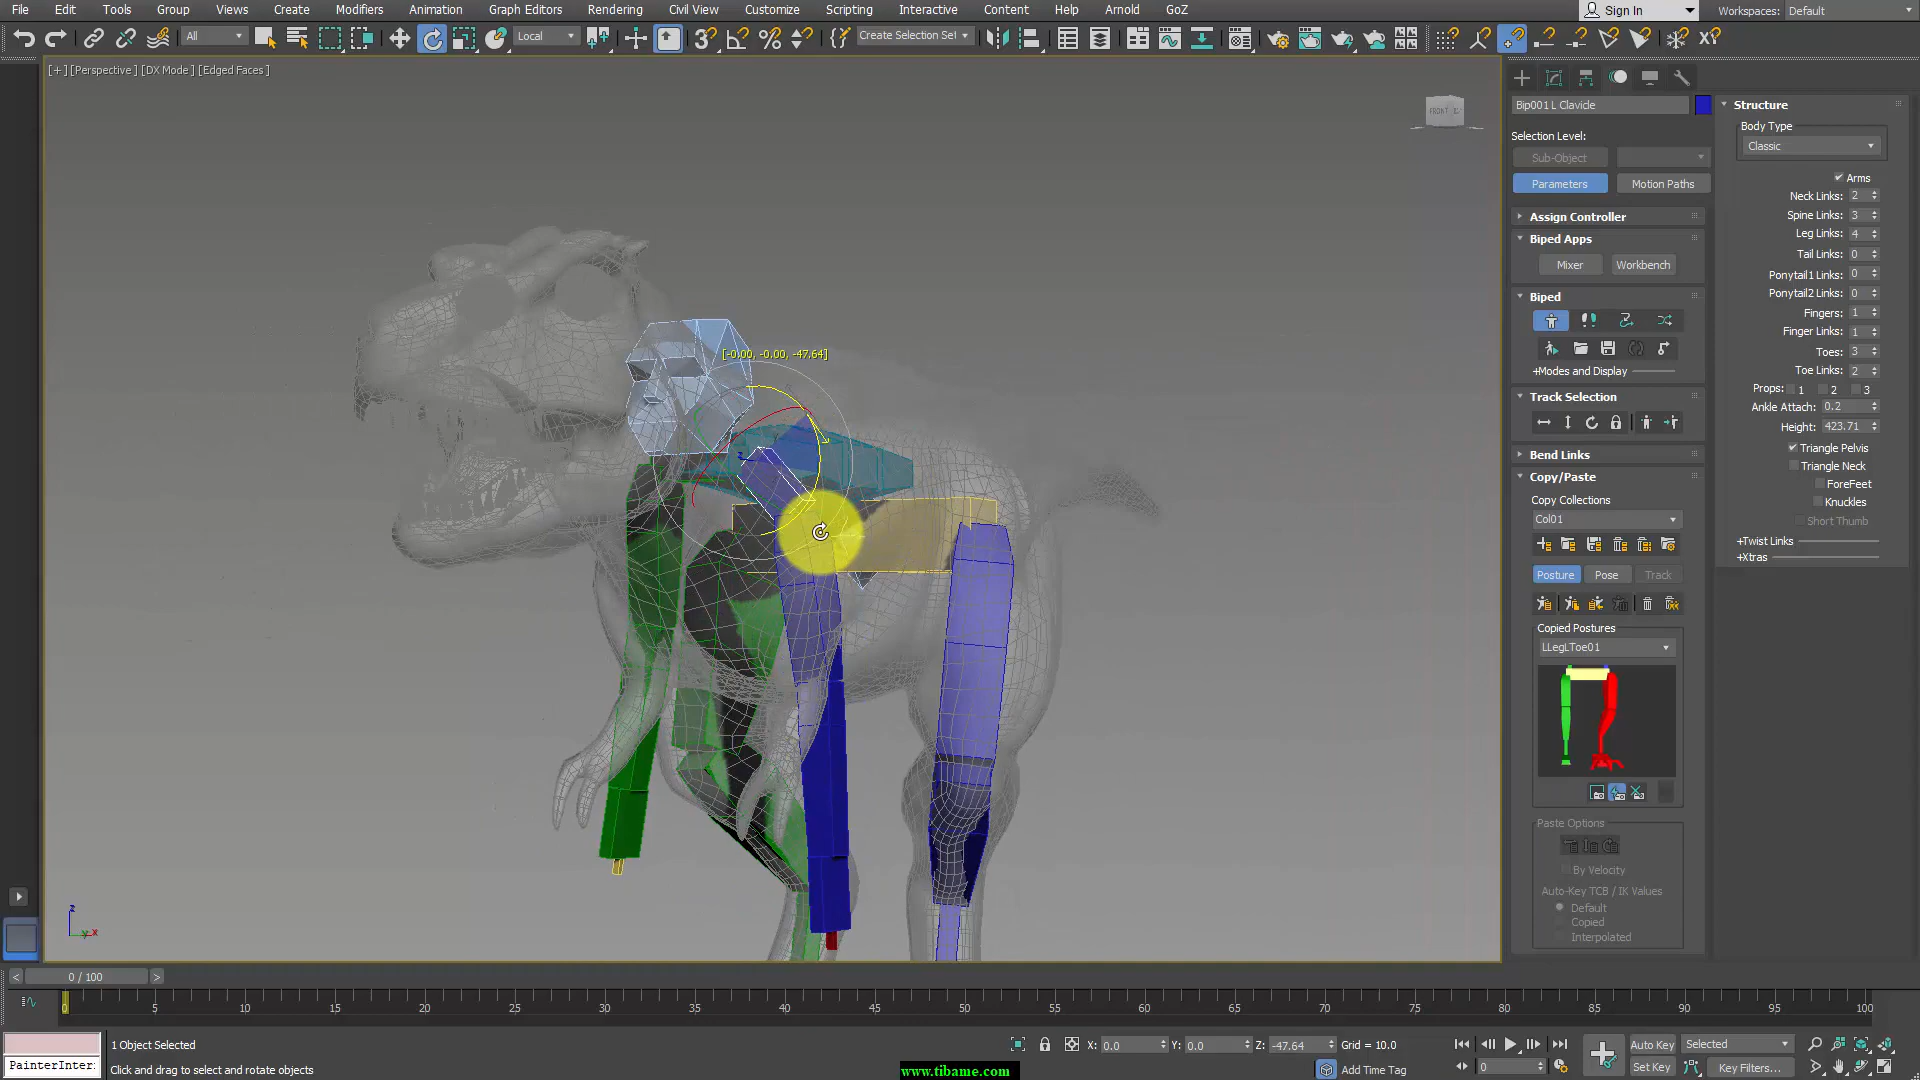 File Edit Tools Group Views Create Modifiers Animation Graph Editors Rendering Civil View Customize Scripting Interactive Content Help Arnold GoZ Sign In Workspaces: Default
All Local Create Selection Set
[+] [Perspective ] [DX Mode ] [Edged Faces ]
FRONT
[-0.00, -0.00, -47.64]
Bip001 L Clavicle
Selection Level:
Sub-Object
Parameters Motion Paths
Assign Controller
Biped Apps
Mixer Workbench
Biped
+Modes and Display
Track Selection
Bend Links
Copy/Paste
Copy Collections
Col01
Posture Pose Track
Copied Postures
LLegLToe01
Paste Options
By Velocity
Auto-Key TCB / IK Values
Default
Copied
Interpolated
Structure
Body Type
Classic
Arms
Neck Links: 2
Spine Links: 3
Leg Links: 4
Tail Links: 0
Ponytail1 Links: 0
Ponytail2 Links: 0
Fingers: 1
Finger Links: 1
Toes: 3
Toe Links: 2
Props: 1 2 3
Ankle Attach: 0.2
Height: 423.71
Triangle Pelvis
Triangle Neck
ForeFeet
Knuckles
Short Thumb
+Twist Links
+Xtras
z
z
x
y
< 0 / 100 >
0 5 10 15 20 25 30 35 40 45 50 55 60 65 70 75 80 85 90 95 100
1 Object Selected
X: 0.0 Y: 0.0 Z: -47.64 Grid = 10.0
Auto Key Selected
PainterInter
Click and drag to select and rotate objects
www.tibame.com
Add Time Tag
0
Set Key Key Filters...